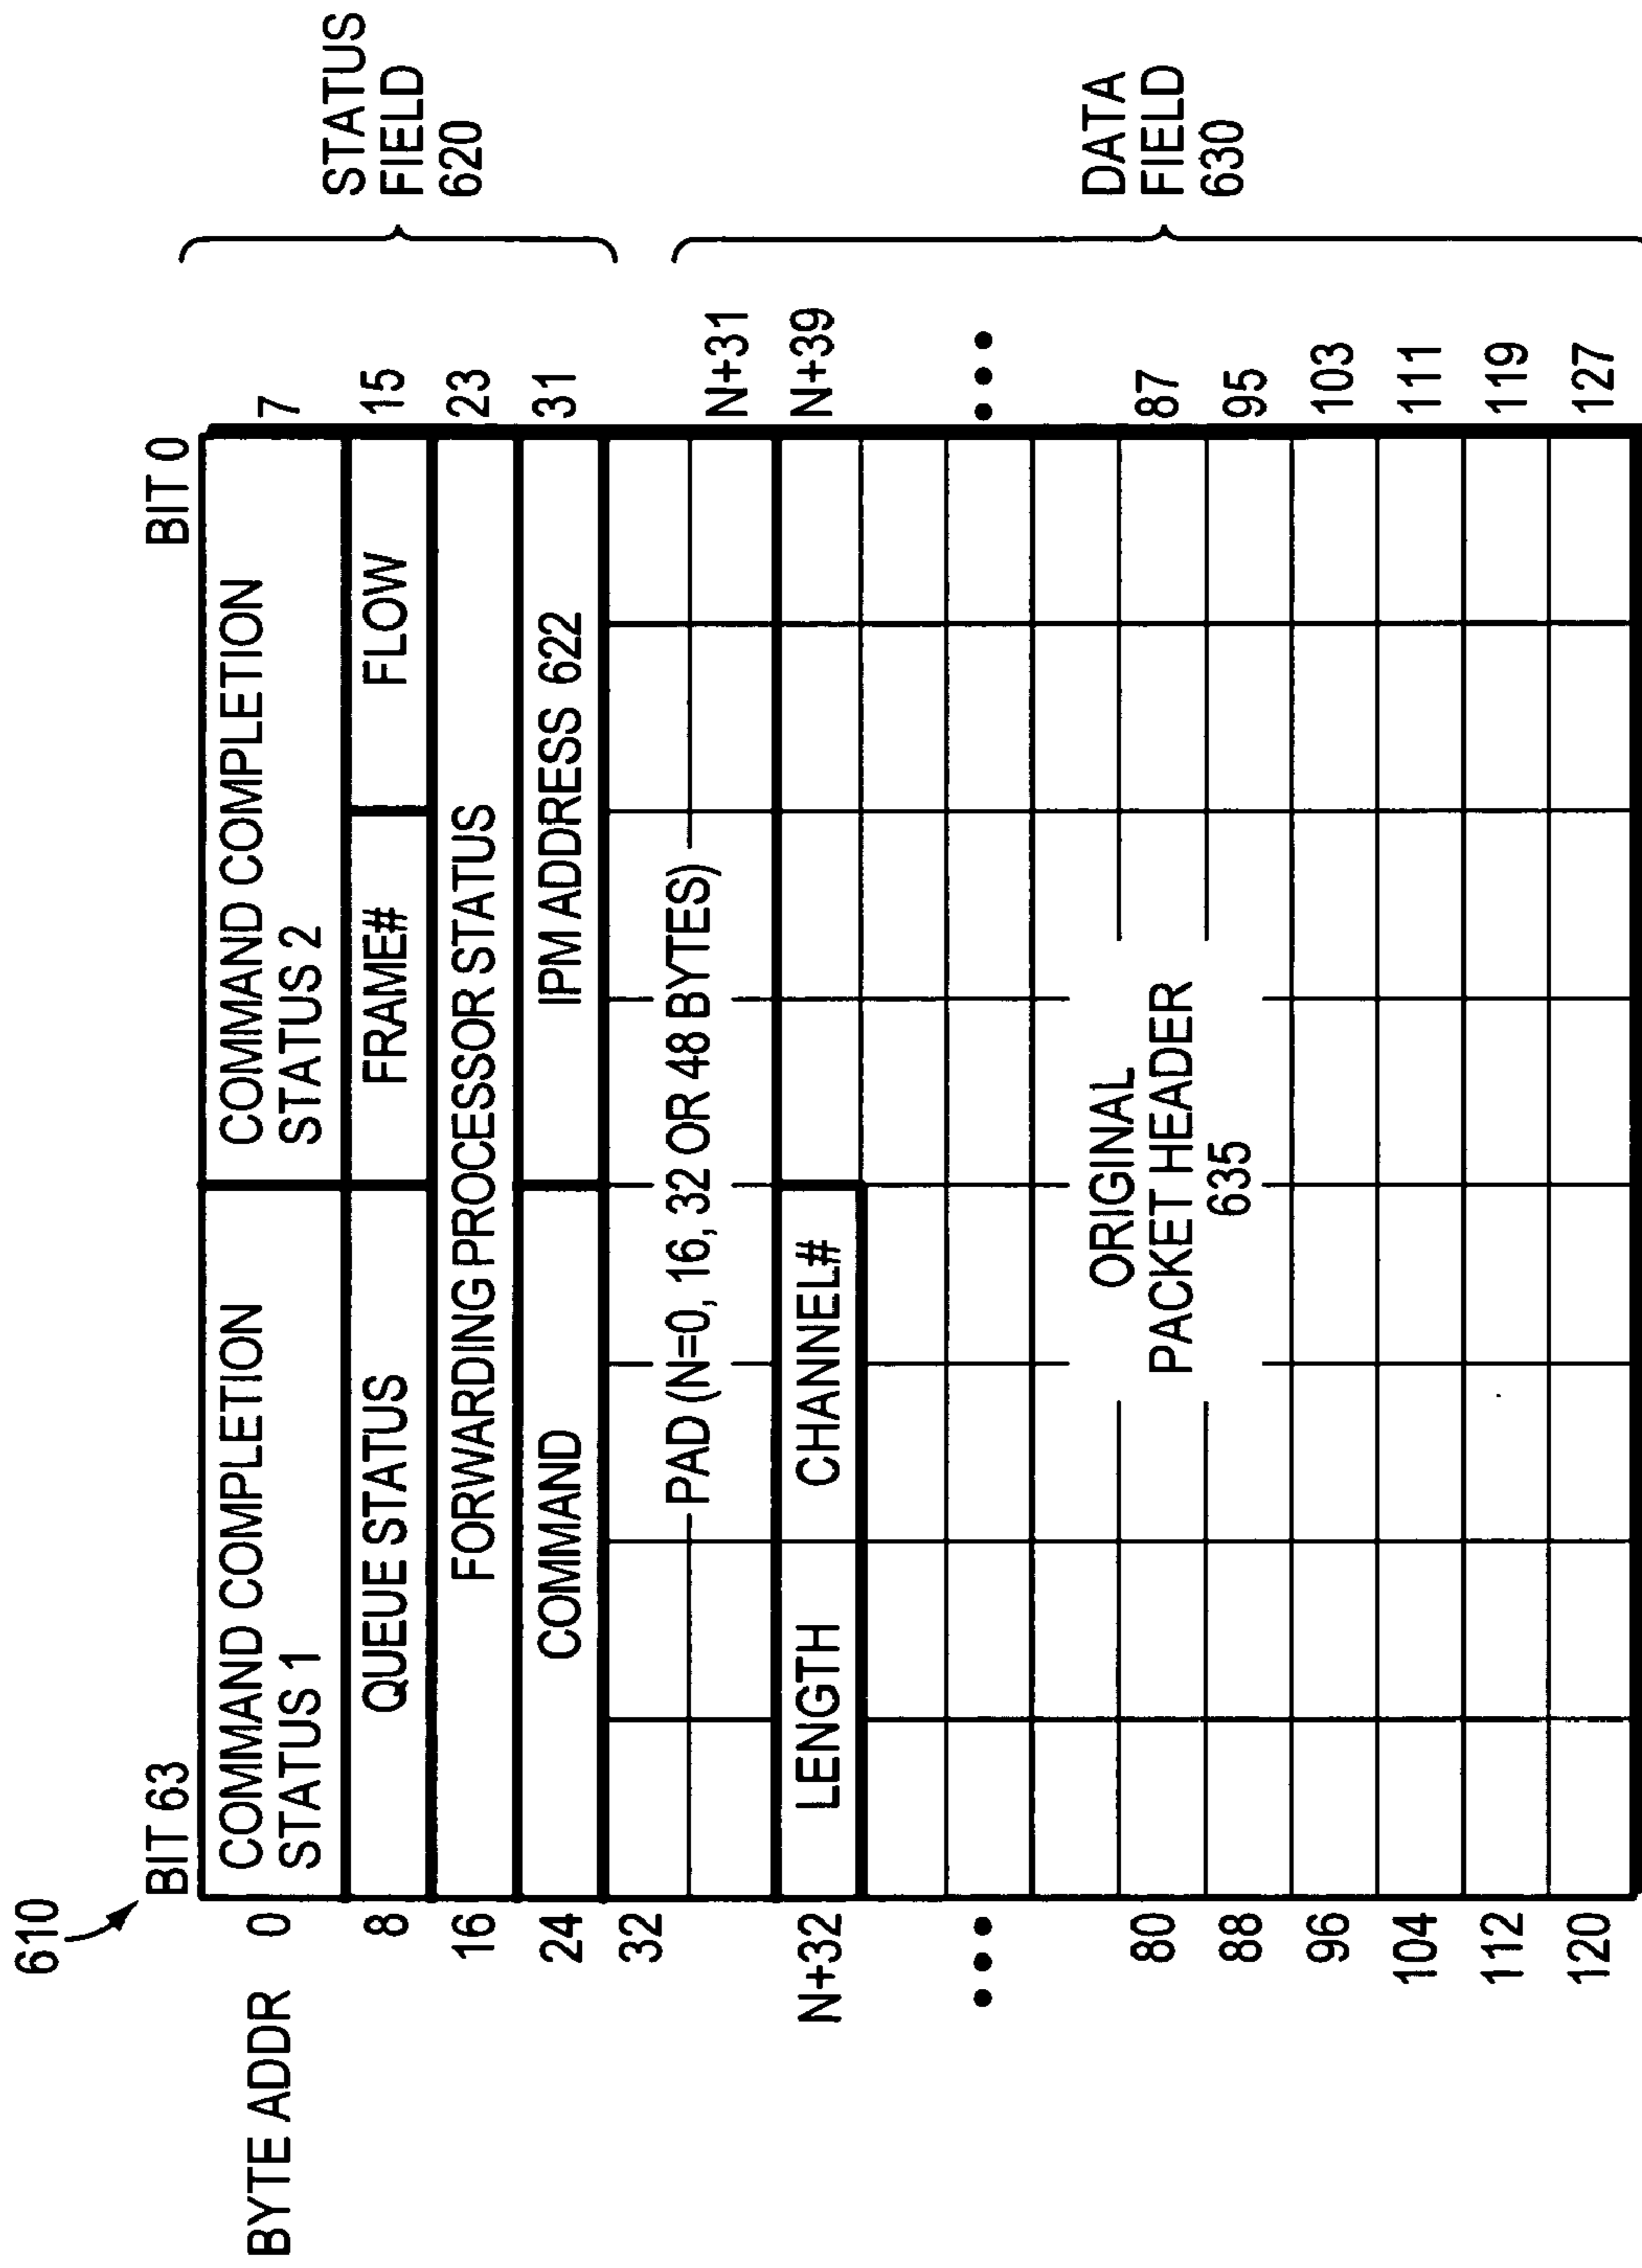 610
BIT 63
BIT 0
BYTE ADDR
0
COMMAND COMPLETION
STATUS 1
COMMAND COMPLETION
STATUS 2
7
8
QUEUE STATUS
FRAME#
FLOW
15
16
FORWARDING PROCESSOR STATUS
23
24
COMMAND
IPM ADDRESS 622
31
STATUS
FIELD
620
32
PAD (N=0, 16, 32 OR 48 BYTES)
N+31
N+32
LENGTH
CHANNEL#
N+39
•••
•••
80
ORIGINAL
PACKET HEADER
635
87
88
95
96
103
104
111
112
119
120
127
DATA
FIELD
630